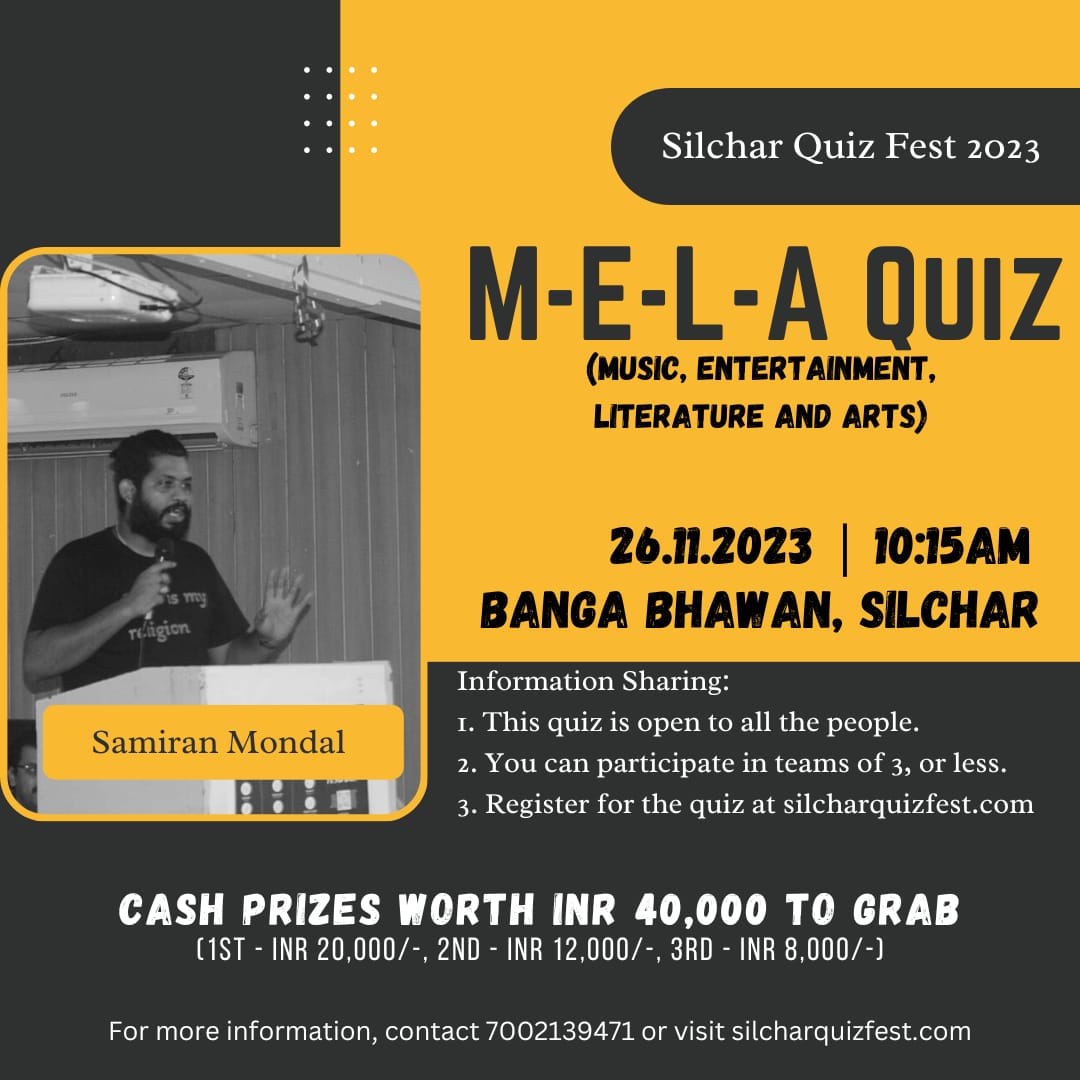 Silchar Quiz Fest 2023
M-E-L-A Quiz
(MUSIC, ENTERTAINMENT,
LITERATURE AND ARTS)
26.11.2023 | 10:15AM
BANGA BHAWAN, SILCHAR
is my
religion
Samiran Mondal
Information Sharing:
1. This quiz is open to all the people.
2. You can participate in teams of 3, or less.
3. Register for the quiz at silcharquizfest.com
CASH PRIZES WORTH INR 40,000 TO GRAB
(1ST - INR 20,000/-, 2ND - INR 12,000/-, 3RD - INR 8,000/-)
For more information, contact 7002139471 or visit silcharquizfest.com